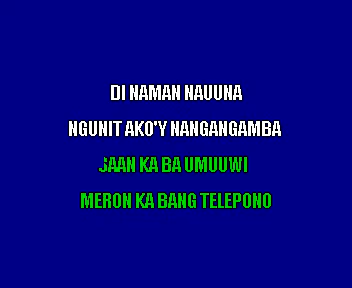 DI NAMAN NAUUNA
NGUNIT AKO'Y NANGANGAMBA
SAAN KA BA UMUUWI
MERON KA BANG TELEPONO